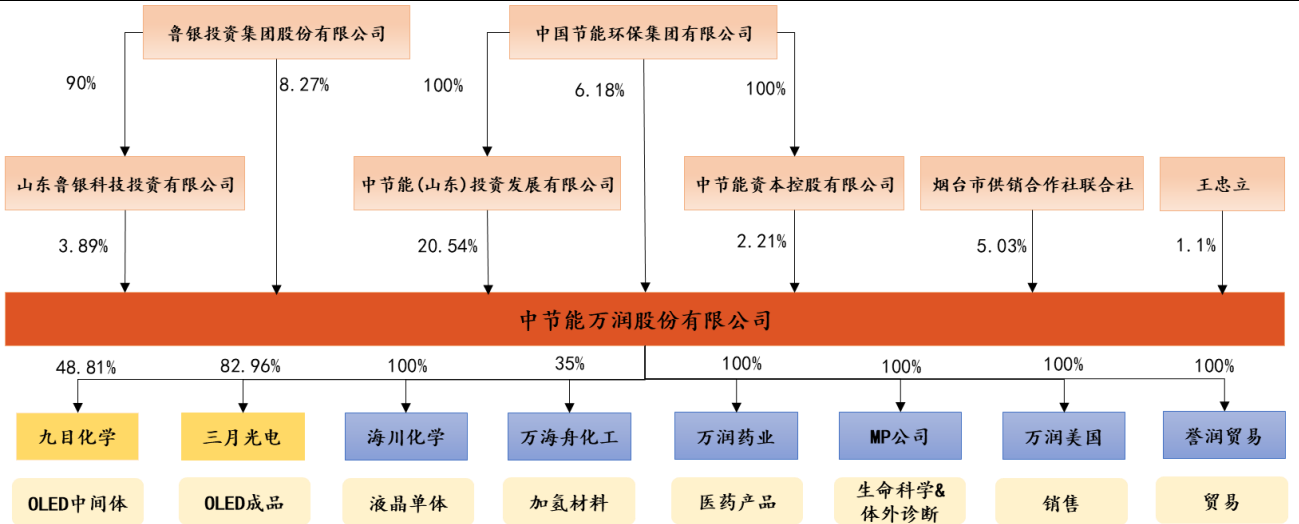 鲁银投资集团股份有限公司
中国节能环保集团有限公司
90%
8.27%
100%
6.18%
100%
山东鲁银科技投资有限公司
中节能(山东)投资发展有限公司
中节能资本控股有限公司
烟台市供销合作社联合社
王忠立
3.89%
20.54%
2.21%
5.03%
1.1%
中节能万润股份有限公司
48.81%
82.96%
100%
35%
100%
100%
100%
100%
九目化学
三月光电
海川化学
万海舟化工
万润药业
MP公司
万润美国
誉润贸易
OLED中间体
OLED成品
液晶单体
加氢材料
医药产品
生命科学&
体外诊断
销售
贸易